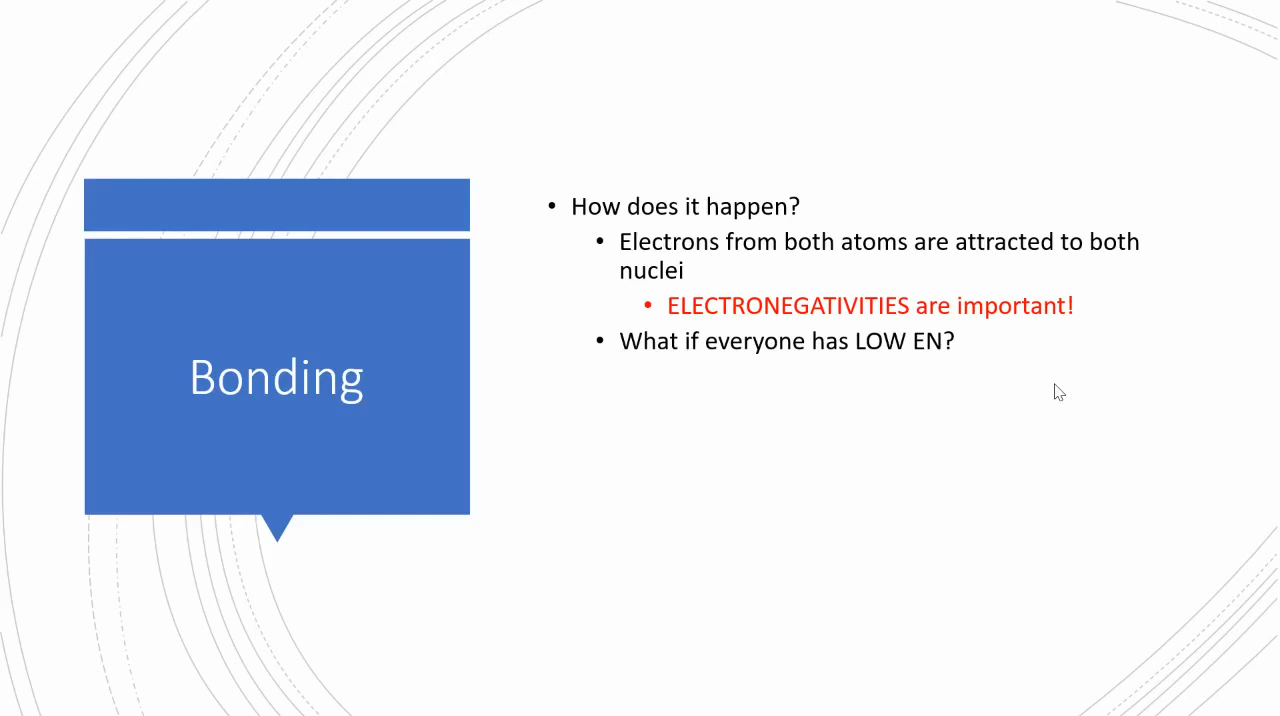 Bonding
• How does it happen?
• Electrons from both atoms are attracted to both
nuclei
• ELECTRONEGATIVITIES are important!
• What if everyone has LOW EN?